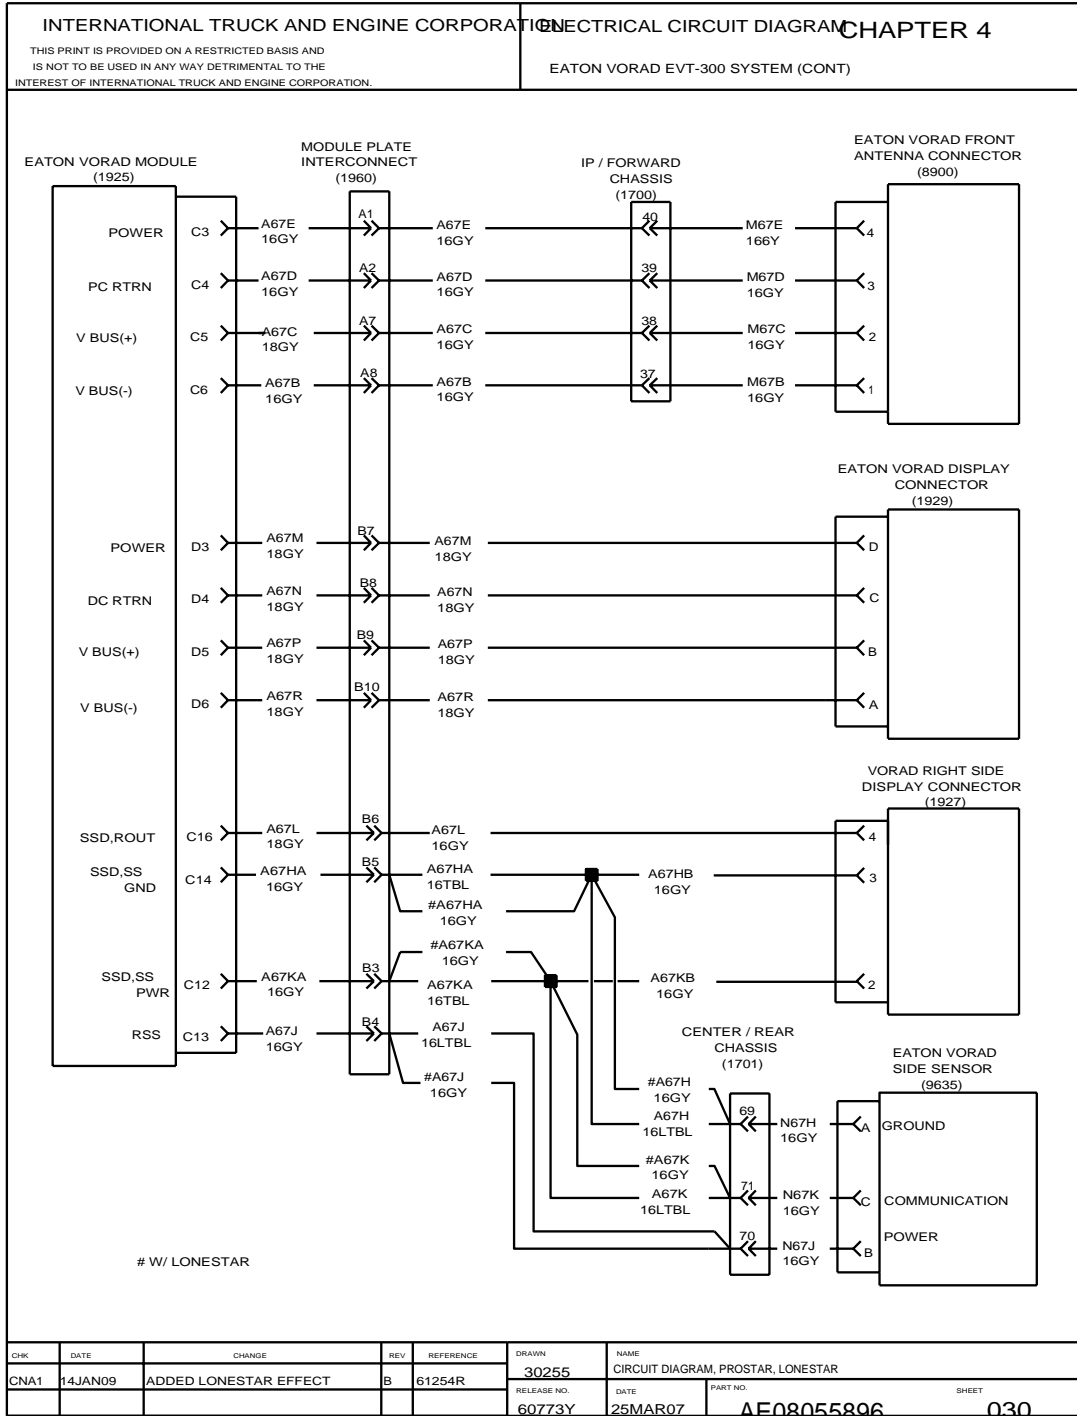 INTERNATIONAL TRUCK AND ENGINE CORPORATION
ELECTRICAL CIRCUIT DIAGRAM
CHAPTER 4
THIS PRINT IS PROVIDED ON A RESTRICTED BASIS AND
IS NOT TO BE USED IN ANY WAY DETRIMENTAL TO THE
INTEREST OF INTERNATIONAL TRUCK AND ENGINE CORPORATION.
EATON VORAD EVT-300 SYSTEM (CONT)
EATON VORAD MODULE
(1925)
MODULE PLATE
INTERCONNECT
(1960)
IP / FORWARD
CHASSIS
(1700)
EATON VORAD FRONT
ANTENNA CONNECTOR
(8900)
POWER C3 A67E A1 A67E 40 M67E 4
16GY 16GY 166Y
PC RTRN C4 A67D A2 A67D 39 M67D 3
16GY 16GY 16GY
V BUS(+) C5 A67C A7 A67C 38 M67C 2
18GY 16GY 16GY
V BUS(-) C6 A67B A8 A67B 37 M67B 1
16GY 16GY 16GY
EATON VORAD DISPLAY
CONNECTOR
(1929)
POWER D3 A67M B7 A67M D
18GY 18GY
DC RTRN D4 A67N B8 A67N C
18GY 18GY
V BUS(+) D5 A67P B9 A67P B
18GY 18GY
V BUS(-) D6 A67R B10 A67R A
18GY 18GY
VORAD RIGHT SIDE
DISPLAY CONNECTOR
(1927)
SSD,ROUT C16 A67L B6 A67L 4
18GY 16GY
SSD,SS
GND C14 A67HA B5 A67HA A67HB 3
16GY 16TBL 16GY
#A67HA
16GY
#A67KA
16GY
SSD,SS
PWR C12 A67KA B3 A67KA A67KB 2
16GY 16TBL 16GY
RSS C13 A67J B4 A67J
16GY 16LTBL
#A67J
16GY
CENTER / REAR
CHASSIS
(1701)
EATON VORAD
SIDE SENSOR
(9635)
#A67H
16GY
A67H 69 N67H A GROUND
16LTBL 16GY
#A67K
16GY
A67K 71 N67K C COMMUNICATION
16LTBL 16GY
70 N67J B POWER
16GY
# W/ LONESTAR
CHK DATE CHANGE REV REFERENCE
CNA1 14JAN09 ADDED LONESTAR EFFECT B 61254R
DRAWN
30255
NAME
CIRCUIT DIAGRAM, PROSTAR, LONESTAR
RELEASE NO.
60773Y
DATE
25MAR07
PART NO.
AE08055896
SHEET
030